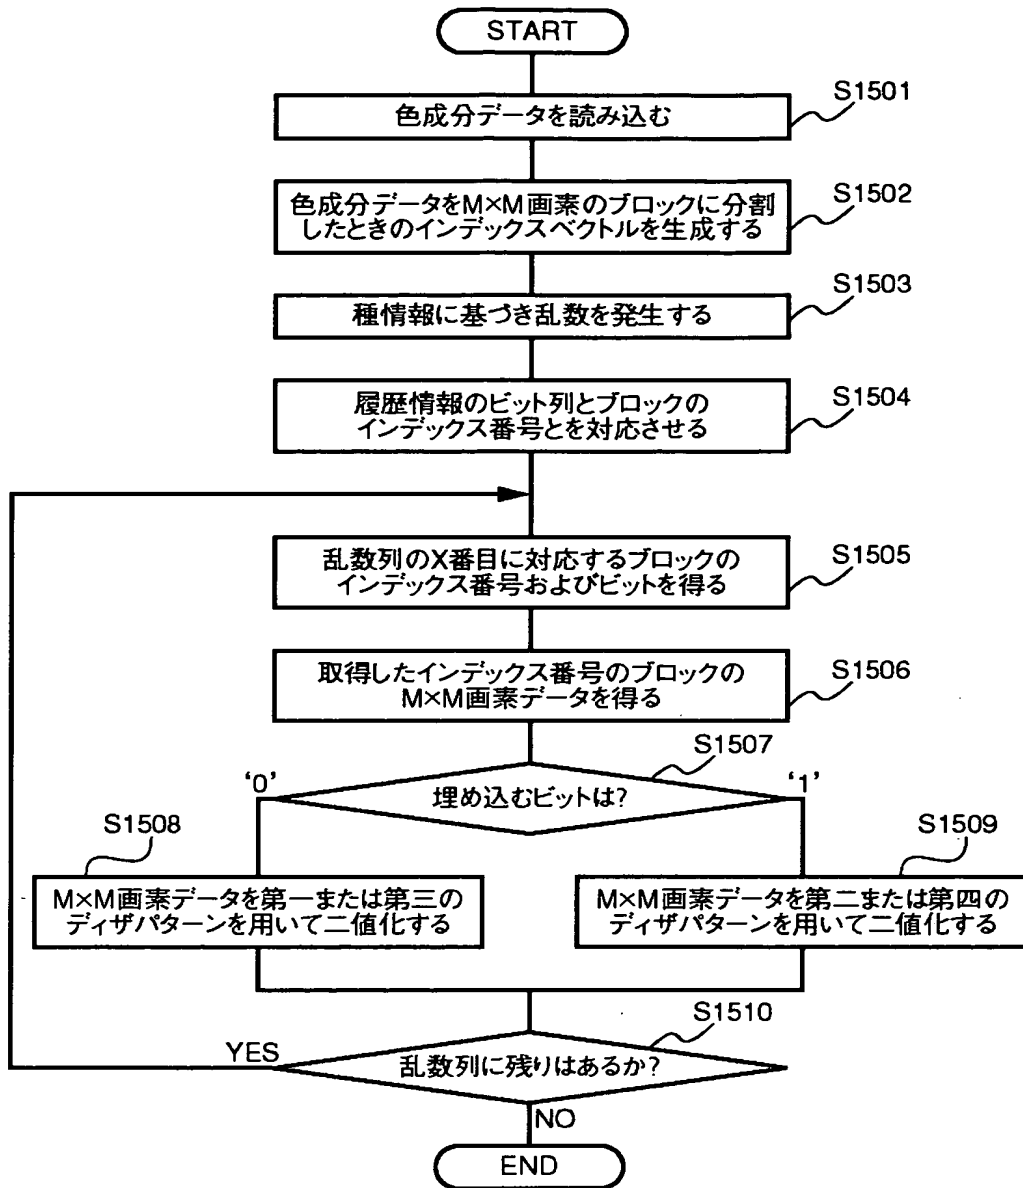 START
色成分データを読み込む
S1501
色成分データをM×M画素のブロックに分割
したときのインデックスベクトルを生成する
S1502
種情報に基づき乱数を発生する
S1503
履歴情報のビット列とブロックの
インデックス番号とを対応させる
S1504
乱数列のX番目に対応するブロックの
インデックス番号およびビットを得る
S1505
取得したインデックス番号のブロックの
M×M画素データを得る
S1506
S1507
'0'
埋め込むビットは?
'1'
S1508
M×M画素データを第一または第三の
ディザパターンを用いて二値化する
S1509
M×M画素データを第二または第四の
ディザパターンを用いて二値化する
S1510
YES
乱数列に残りはあるか?
NO
END